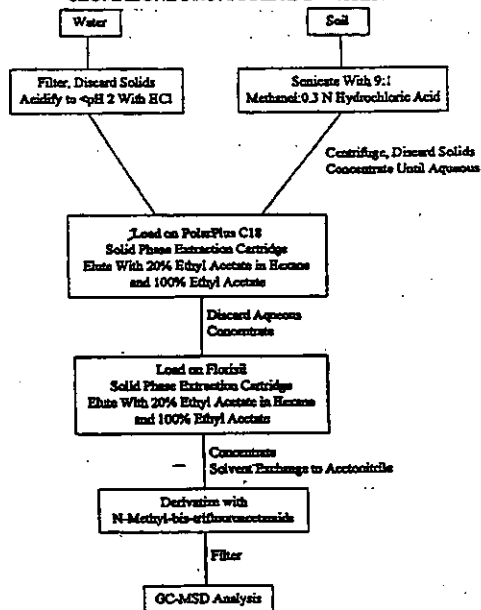 Water
Soil
Filter, Discard Solids
Acidify to <pH 2 With HCl
Sonicate With 9:1
Methanol:0.3 N Hydrochloric Acid
Centrifuge, Discard Solids
Concentrate Until Aqueous
Load on PolarPlus C18
Solid Phase Extraction Cartridge
Elute With 20% Ethyl Acetate in Hexane
and 100% Ethyl Acetate
Discard Aqueous
Concentrate
Load on Florisil
Solid Phase Extraction Cartridge
Elute With 20% Ethyl Acetate in Hexane
and 100% Ethyl Acetate
Concentrate
Solvent Exchange to Acetonitrile
Derivatize with
N-Methyl-bis-trifluoroacetamide
Filter
GC-MSD Analysis